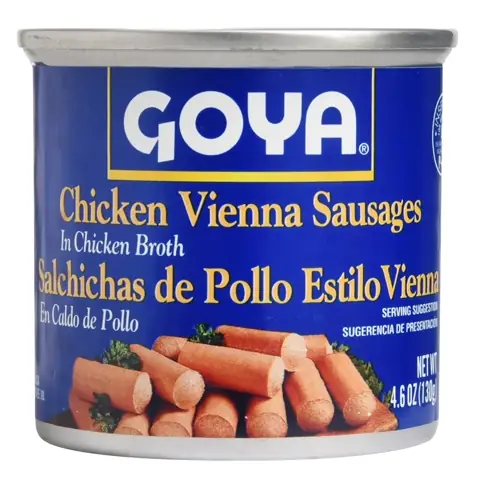 GOYA®
Chicken Vienna Sausages
In Chicken Broth
Salchichas de Pollo Estilo Vienna
En Caldo de Pollo
SERVING SUGGESTION
SUGERENCIA DE PRESENTACIÓN
NET WT
4.6 OZ (130g)